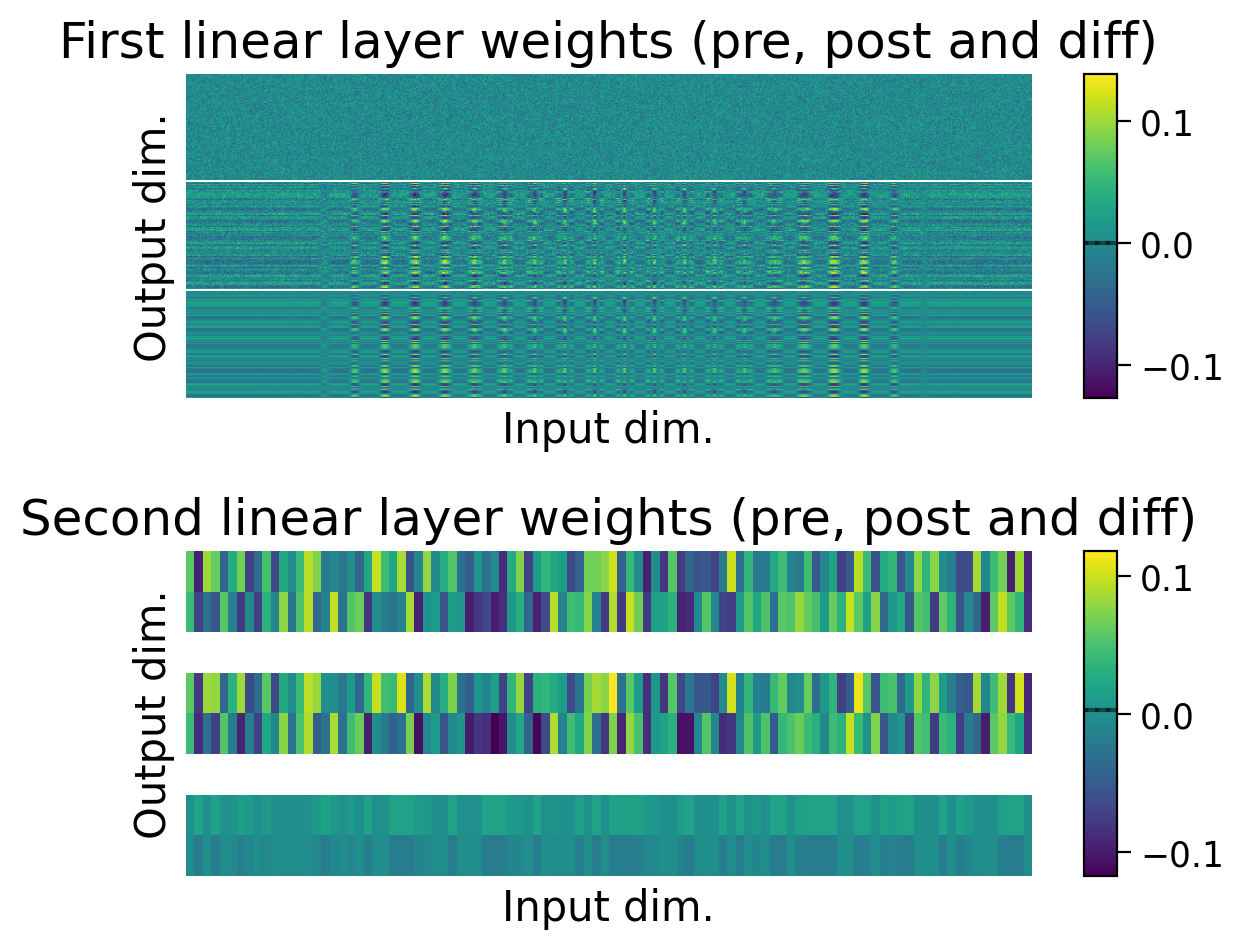 First linear layer weights (pre, post and diff)
Output dim.
0.1
0.0
−0.1
Input dim.
Second linear layer weights (pre, post and diff)
Output dim.
0.1
0.0
−0.1
Input dim.